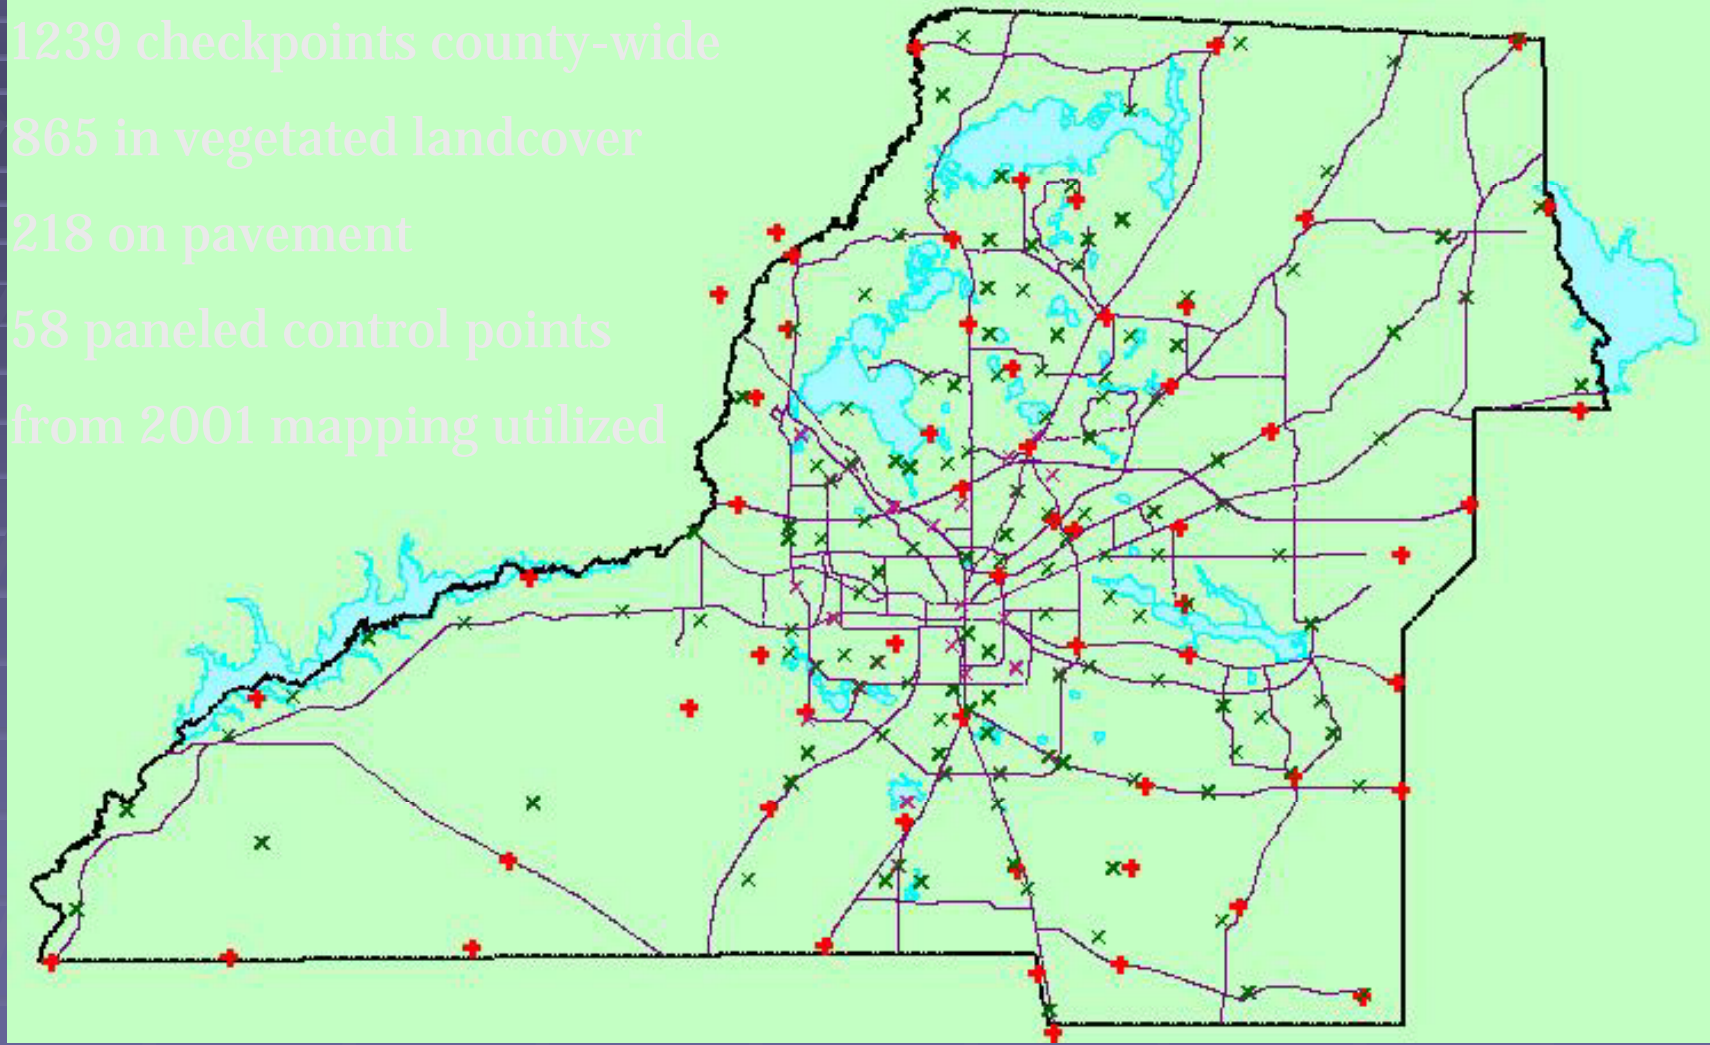 1239 checkpoints county-wide
865 in vegetated landcover
218 on pavement
58 paneled control points
from 2001 mapping utilized